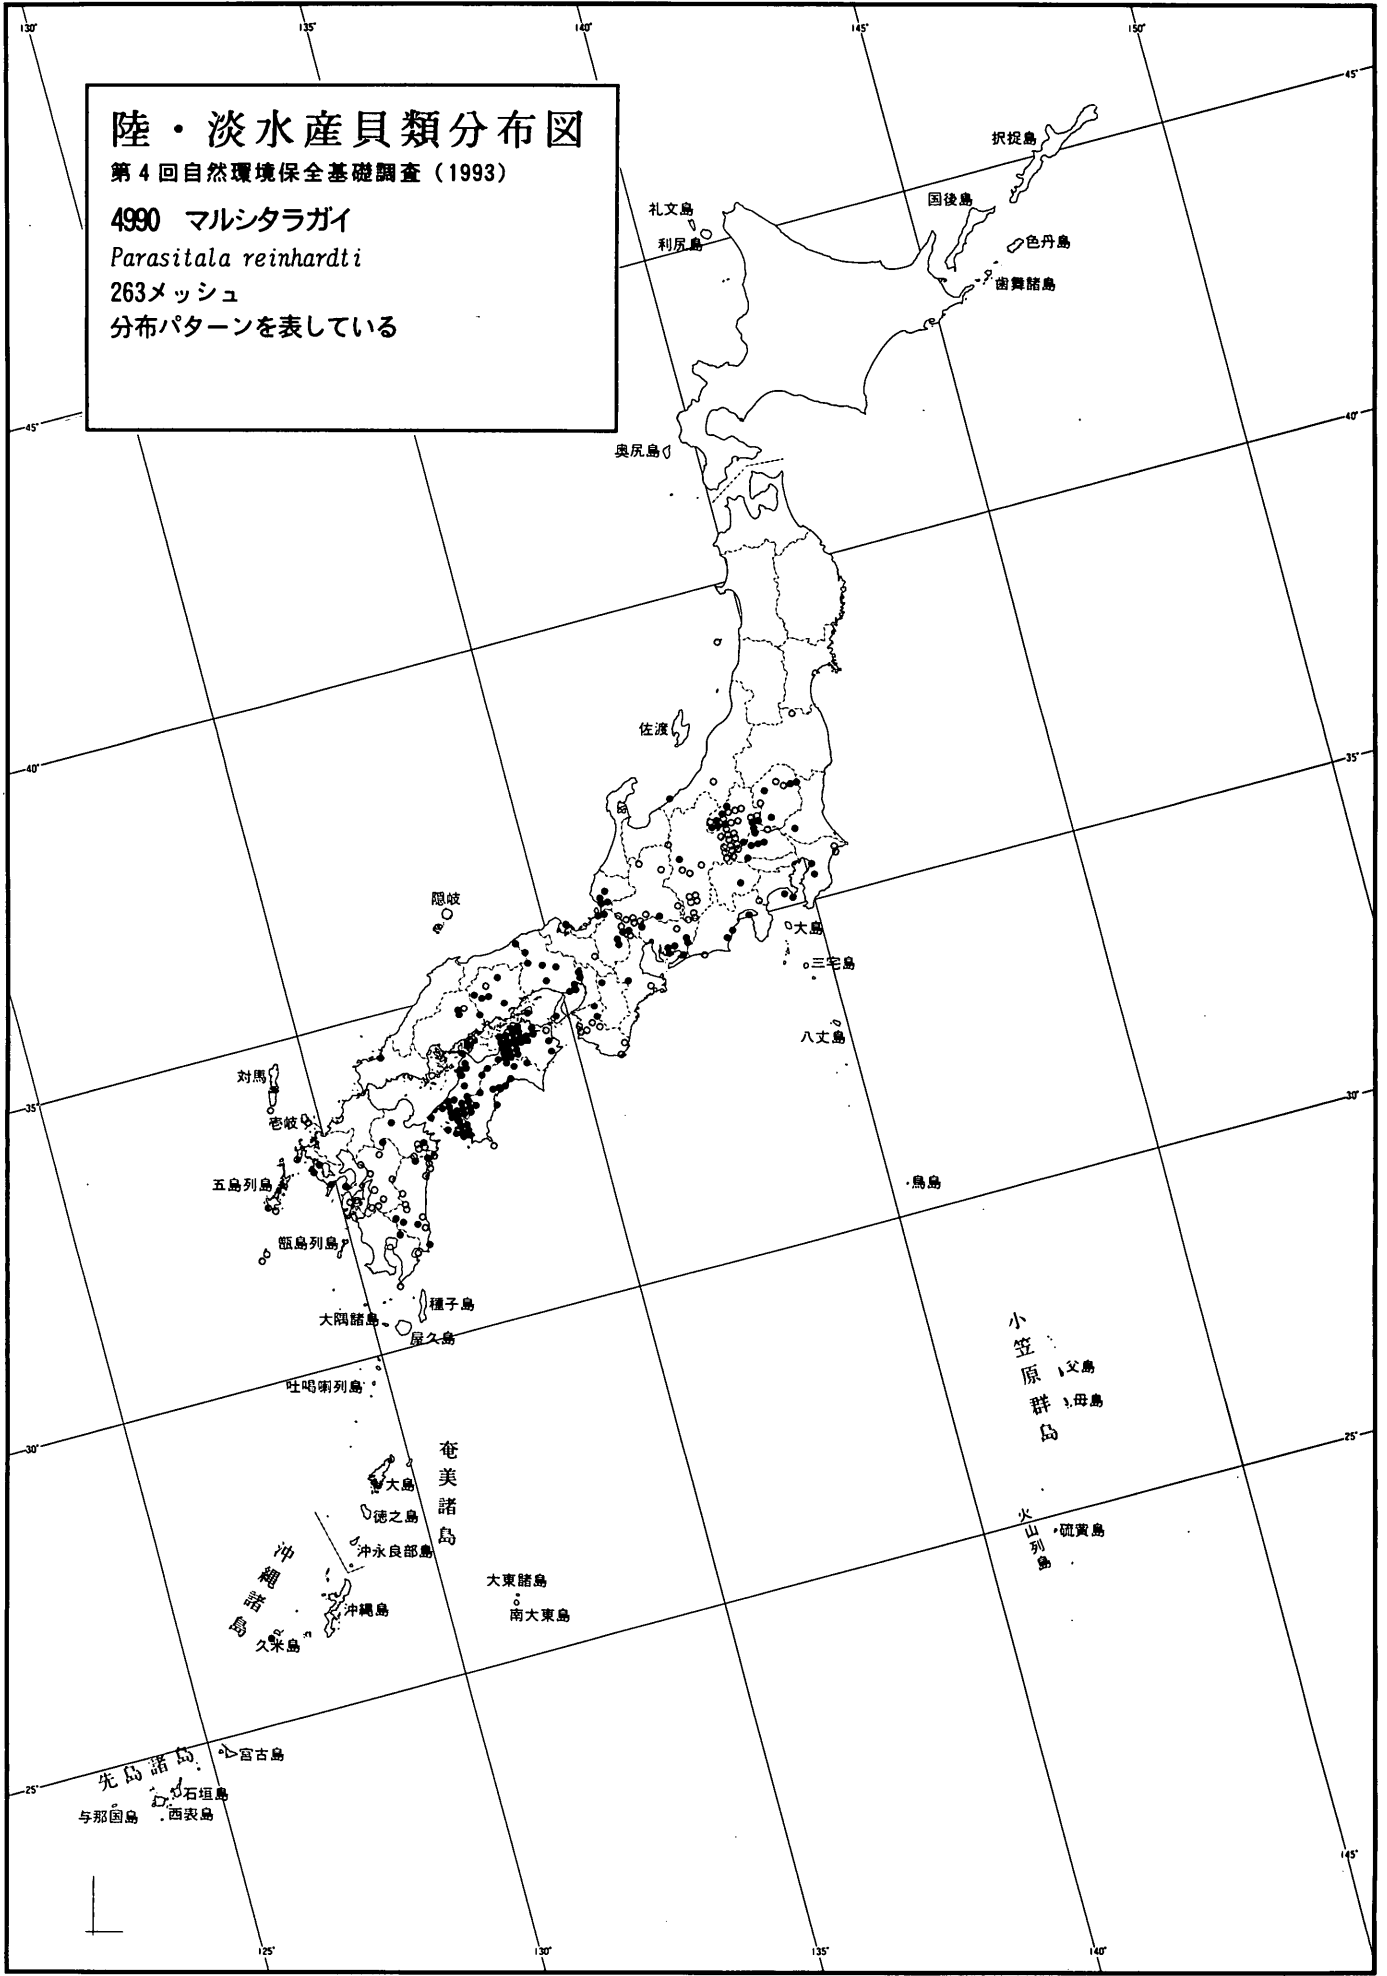 130°
135°
140°
145°
150°
陸・淡水産貝類分布図
第4回自然環境保全基礎調査（1993）
4990 マルシタラガイ
Parasitala reinhardti
263メッシュ
分布パターンを表している
45°
択捉島
国後島
礼文島
利尻島
色丹島
歯舞諸島
40°
45°
奥尻島
佐渡
35°
40°
隠岐
大島
三宅島
八丈島
対馬
30°
35°
壱岐
五島列島
鳥島
甑島列島
種子島
大隅諸島
屋久島
小笠原群島
父島
吐噶喇列島
母島
25°
30°
奄美諸島
大島
徳之島
火山列島
硫黄島
沖永良部島
沖縄諸島
大東諸島
沖縄島
南大東島
久米島
先島諸島
宮古島
25°
石垣島
与那国島
西表島
145°
125°
130°
135°
140°